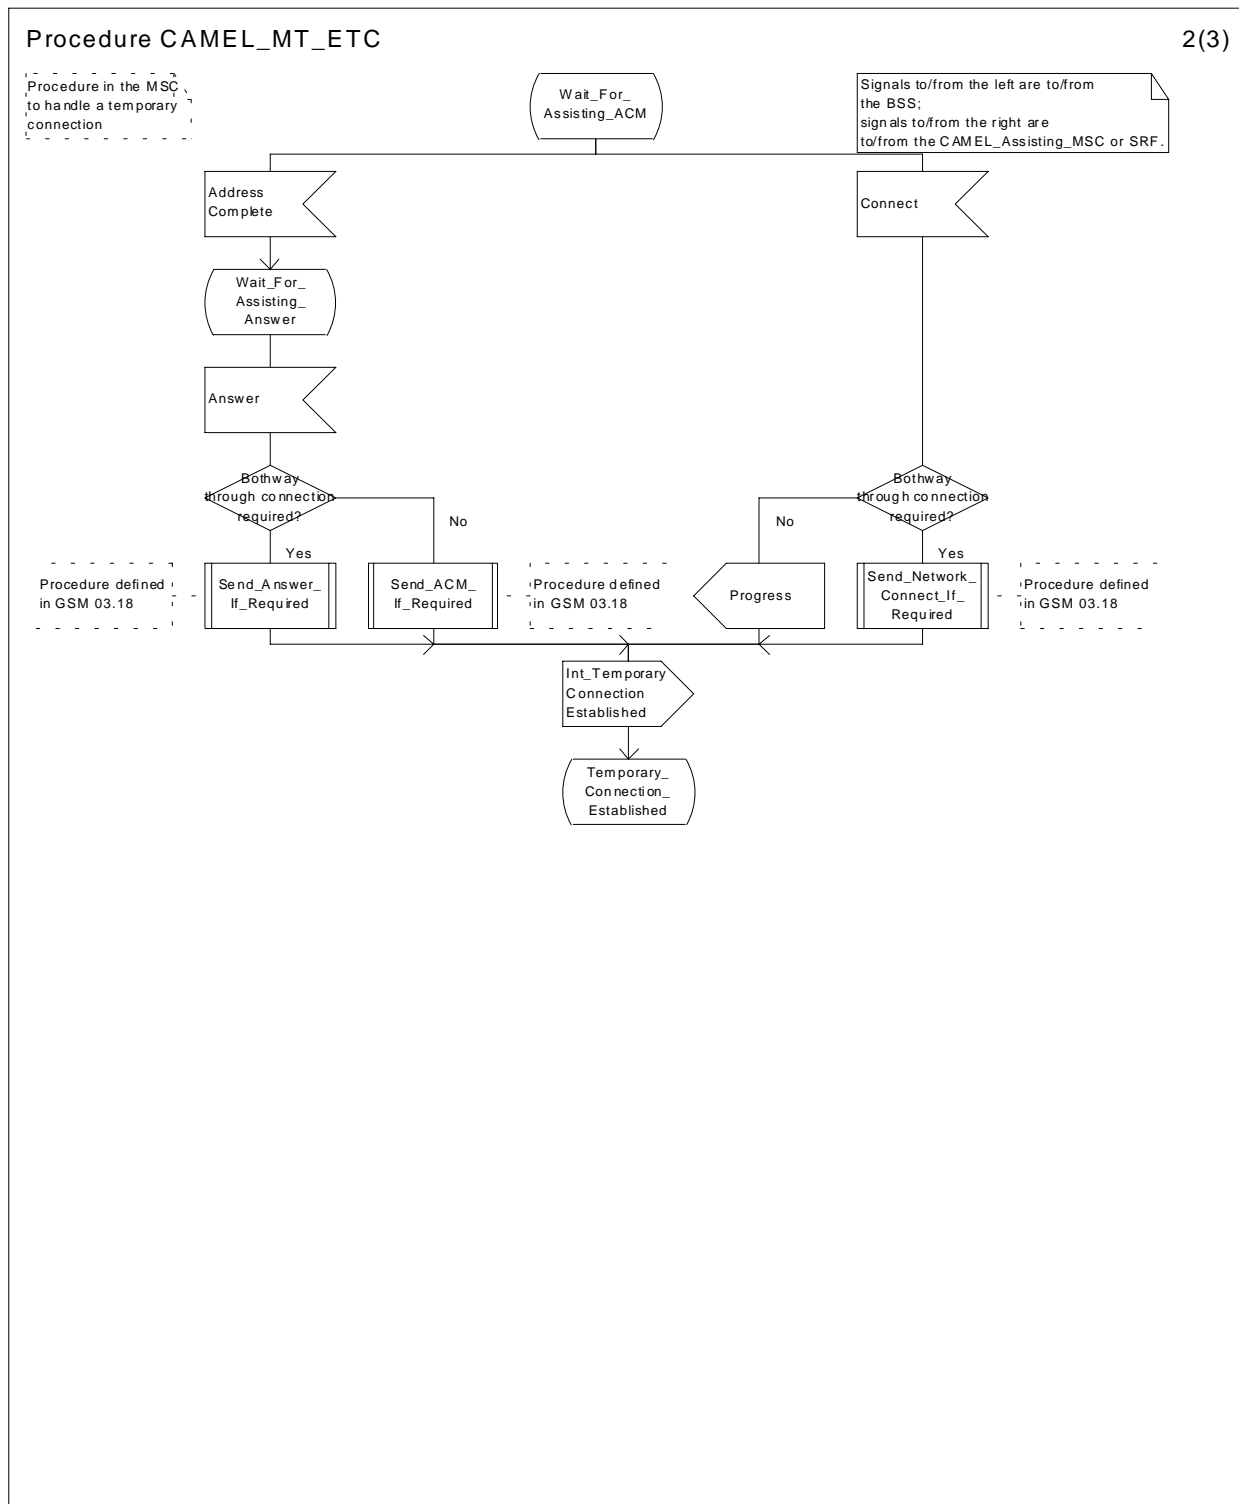 Procedure CAMEL_MT_ETC
2(3)
Procedure in the MSC
to handle a temporary
connection
Wait_For_
Assisting_ACM
Signals to/from the left are to/from
the BSS;
signals to/from the right are
to/from the CAMEL_Assisting_MSC or SRF.
Address
Complete
Connect
Wait_For_
Assisting_
Answer
Answer
Bothway
through connection
required?
Bothway
through connection
required?
No
No
Yes
Yes
Procedure defined
in GSM 03.18
Send_Answer_
If_Required
Send_ACM_
If_Required
Procedure defined
in GSM 03.18
Progress
Send_Network_
Connect_If_
Required
Procedure defined
in GSM 03.18
Int_Temporary
Connection
Established
Temporary_
Connection_
Established